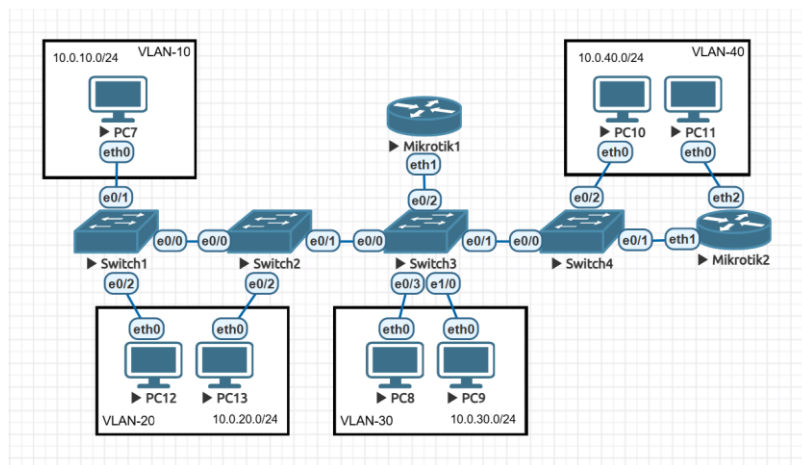 10.0.10.0/24 VLAN-10
PC7
eth0
e0/1
Switch1
e0/0
e0/2
e0/0
Switch2
e0/1
e0/2
Mikrotik1
eth1
e0/2
e0/0
Switch3
e0/1
e0/3
e1/0
10.0.40.0/24 VLAN-40
PC10
PC11
eth0
eth0
e0/2
eth2
e0/0
Switch4
e0/1
eth1
Mikrotik2
eth0
eth0
PC12
PC13
VLAN-20 10.0.20.0/24
eth0
eth0
PC8
PC9
VLAN-30 10.0.30.0/24